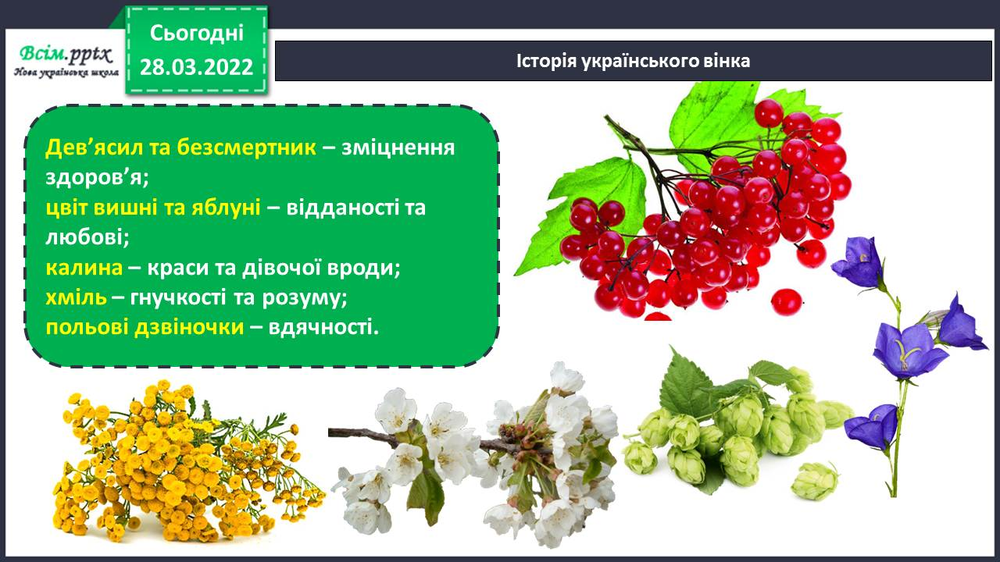 Всім.pptx
Нова українська школа
Сьогодні
28.03.2022
Історія українського вінка
Дев’ясил та безсмертник – зміцнення
здоров’я;
цвіт вишні та яблуні – відданості та
любові;
калина – краси та дівочої вроди;
хміль – гнучкості та розуму;
польові дзвіночки – вдячності.